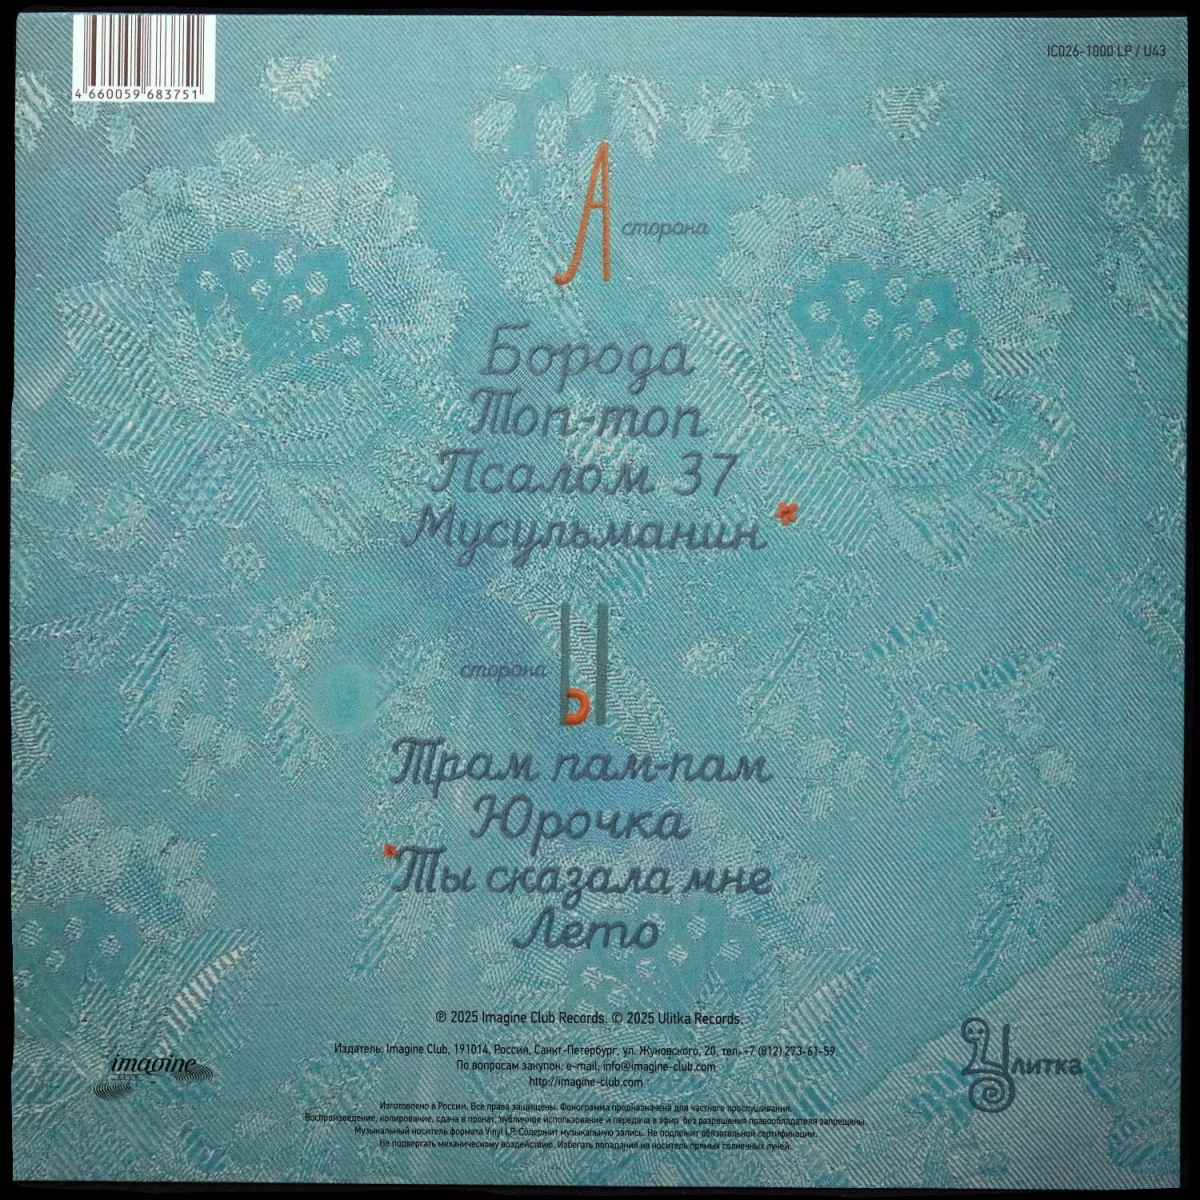 4 660059 683751
IC026-1000 LP / U43
А сторона
Борода
Топ-топ
Псалом 37
Мусульманин
сторона Ы
Трам пам-пам
Юрочка
Ты сказала мне
Лето
℗ 2025 Imagine Club Records. © 2025 Ulitka Records.
Издатель: Imagine Club, 191014, Россия, Санкт-Петербург, ул. Жуковского, 20, тел. +7 (812) 273-61-59.
По вопросам закупок: e-mail: info@imagine-club.com
http://imagine-club.com
imagine
Улитка
Изготовлено в России. Все права защищены. Фонограмма предназначена для частного прослушивания.
Воспроизведение, копирование, сдача в прокат, публичное использование и передача в эфир без разрешения правообладателя запрещены.
Музыкальный носитель формата Vinyl LP. Содержит музыкальную запись. Не подлежит обязательной сертификации.
Не подвергать механическому воздействию. Избегать попадания на носитель прямых солнечных лучей.